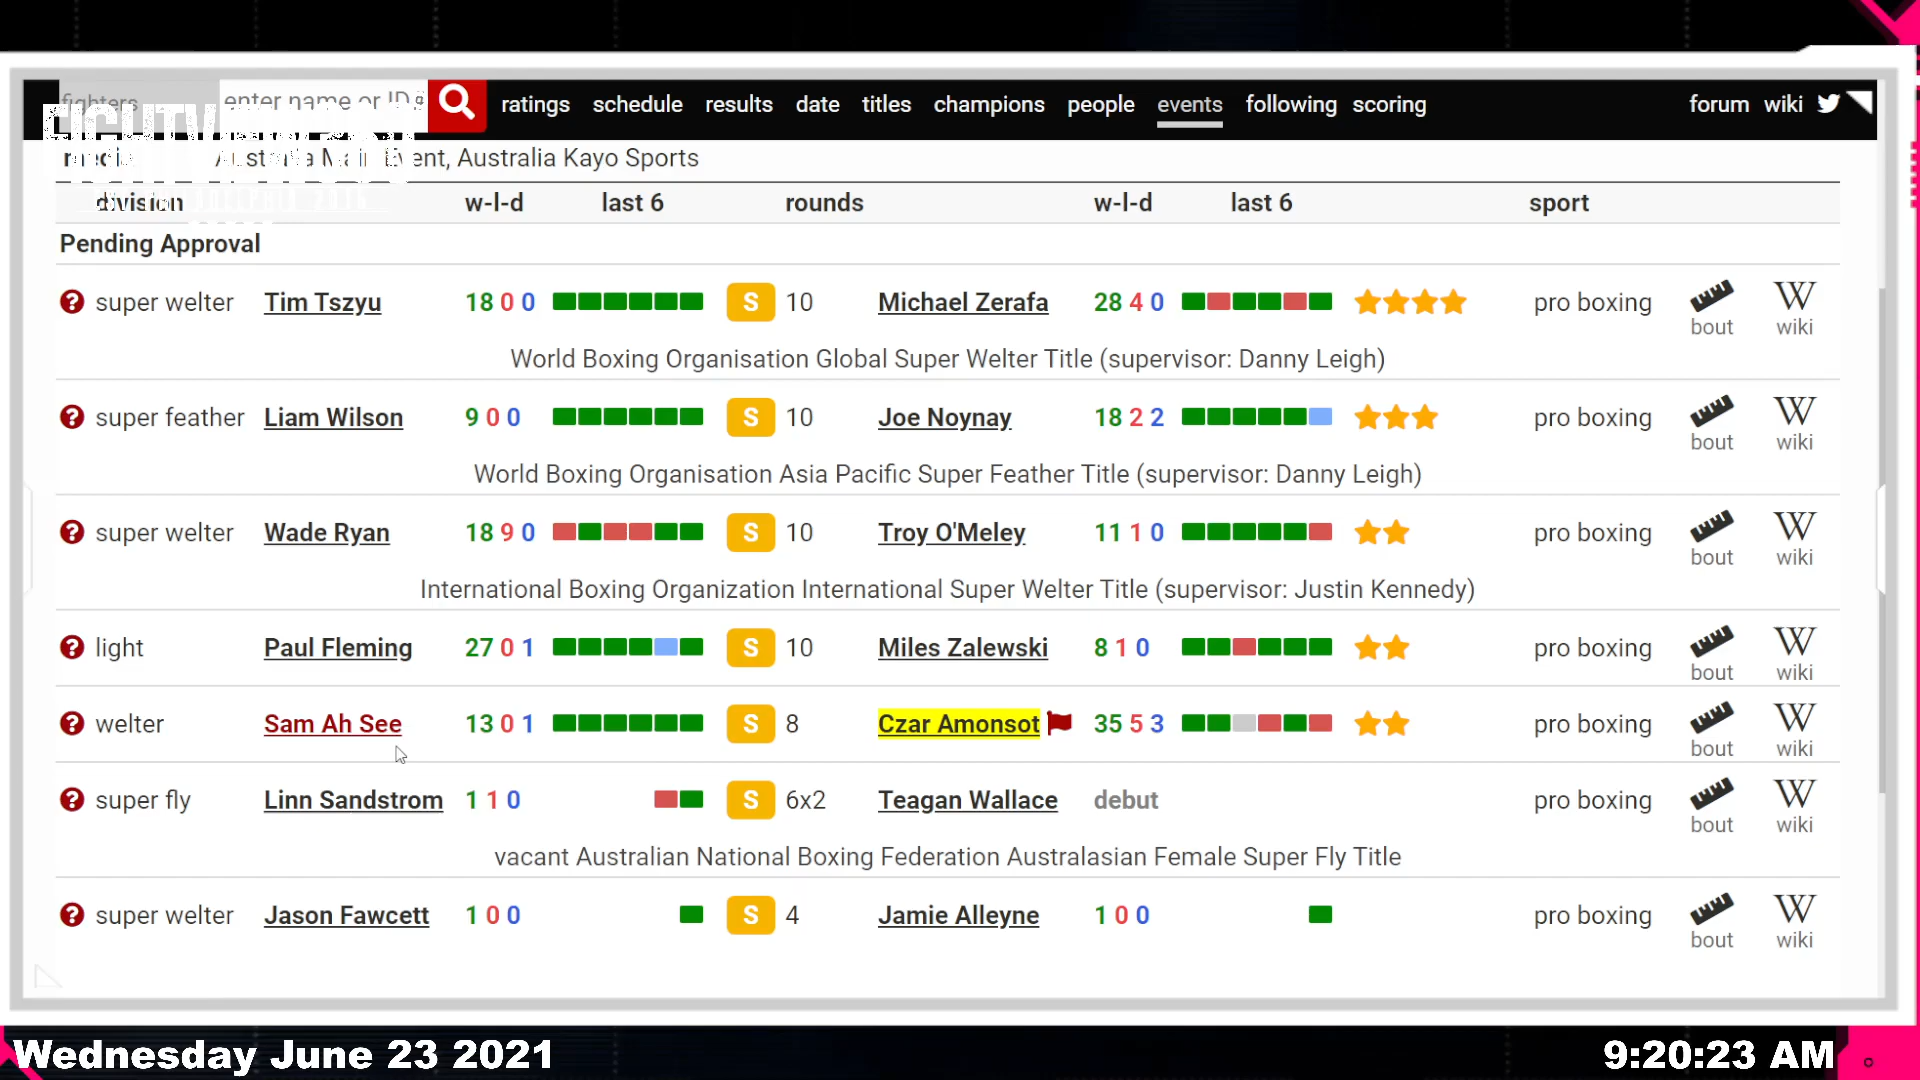 fighters enter name or ID# ratings schedule results date titles champions people events following scoring forum wiki
FIGHTVIEWS
media Australia Main Event, Australia Kayo Sports
division w-l-d last 6 rounds w-l-d last 6 sport
Pending Approval
? super welter Tim Tszyu 18 0 0 S 10 Michael Zerafa 28 4 0 pro boxing bout W wiki
World Boxing Organisation Global Super Welter Title (supervisor: Danny Leigh)
? super feather Liam Wilson 9 0 0 S 10 Joe Noynay 18 2 2 pro boxing bout W wiki
World Boxing Organisation Asia Pacific Super Feather Title (supervisor: Danny Leigh)
? super welter Wade Ryan 18 9 0 S 10 Troy O'Meley 11 1 0 pro boxing bout W wiki
International Boxing Organization International Super Welter Title (supervisor: Justin Kennedy)
? light Paul Fleming 27 0 1 S 10 Miles Zalewski 8 1 0 pro boxing bout W wiki
? welter Sam Ah See 13 0 1 S 8 Czar Amonsot 35 5 3 pro boxing bout W wiki
? super fly Linn Sandstrom 1 1 0 S 6x2 Teagan Wallace debut pro boxing bout W wiki
vacant Australian National Boxing Federation Australasian Female Super Fly Title
? super welter Jason Fawcett 1 0 0 S 4 Jamie Alleyne 1 0 0 pro boxing bout W wiki
Wednesday June 23 2021 9:20:23 AM